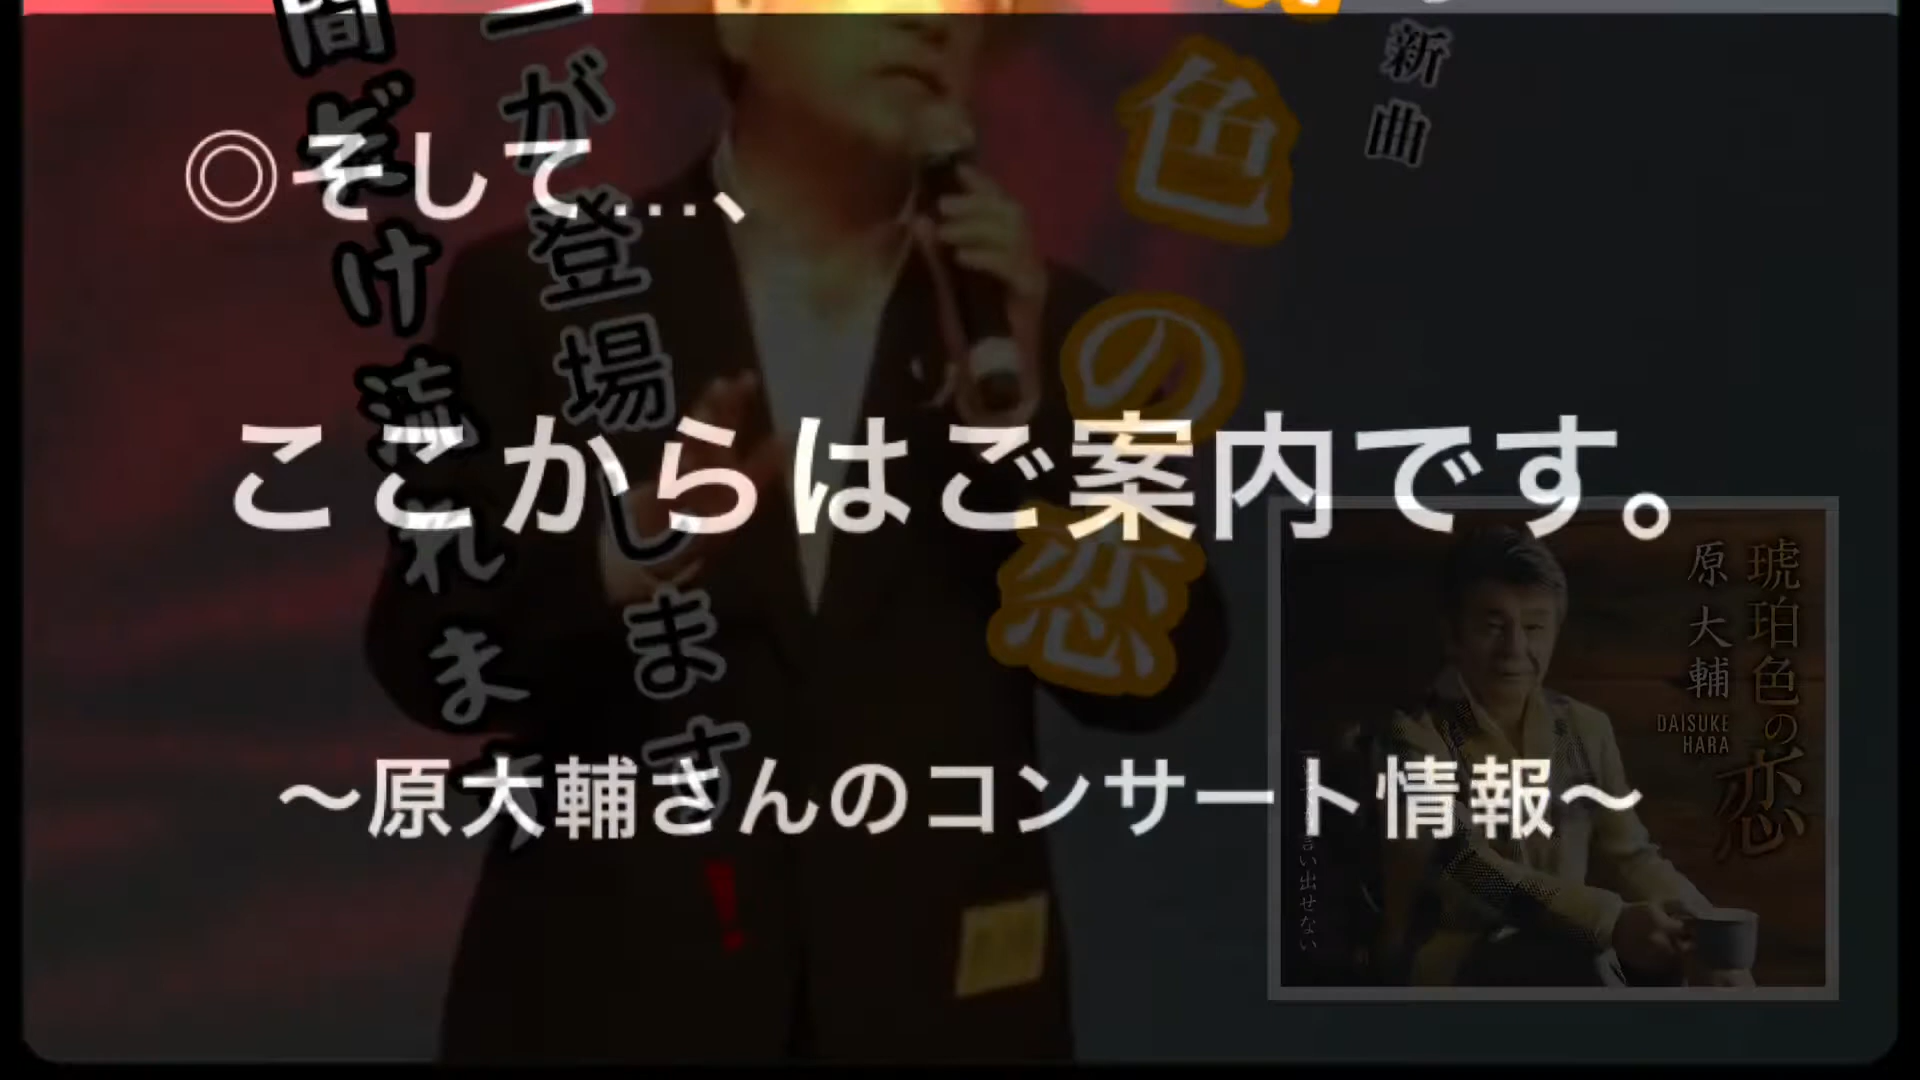 ◎そして…、
ここからはご案内です。
～原大輔さんのコンサート情報～
新曲
色の恋
が登場します
間だけ流れます
!
琥珀色の恋
原大輔
DAISUKE
HARA
言い出せない